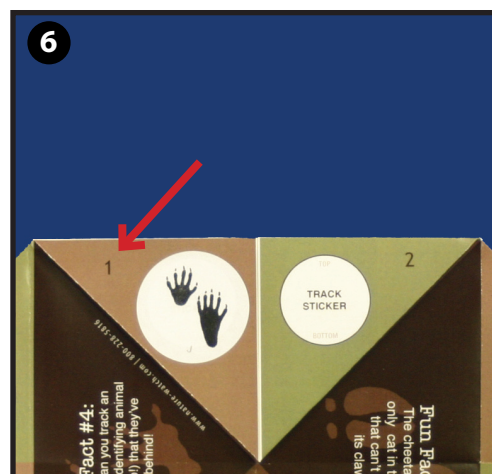 6
1
2
TOP
TRACK
STICKER
BOTTOM
J
www.nature-watch.com | 800-228-5816
Fact #4:
an you track an
dentifying animal
) that they've
behind!
Fun Fa
The cheeta
only cat in
that can't
its claw